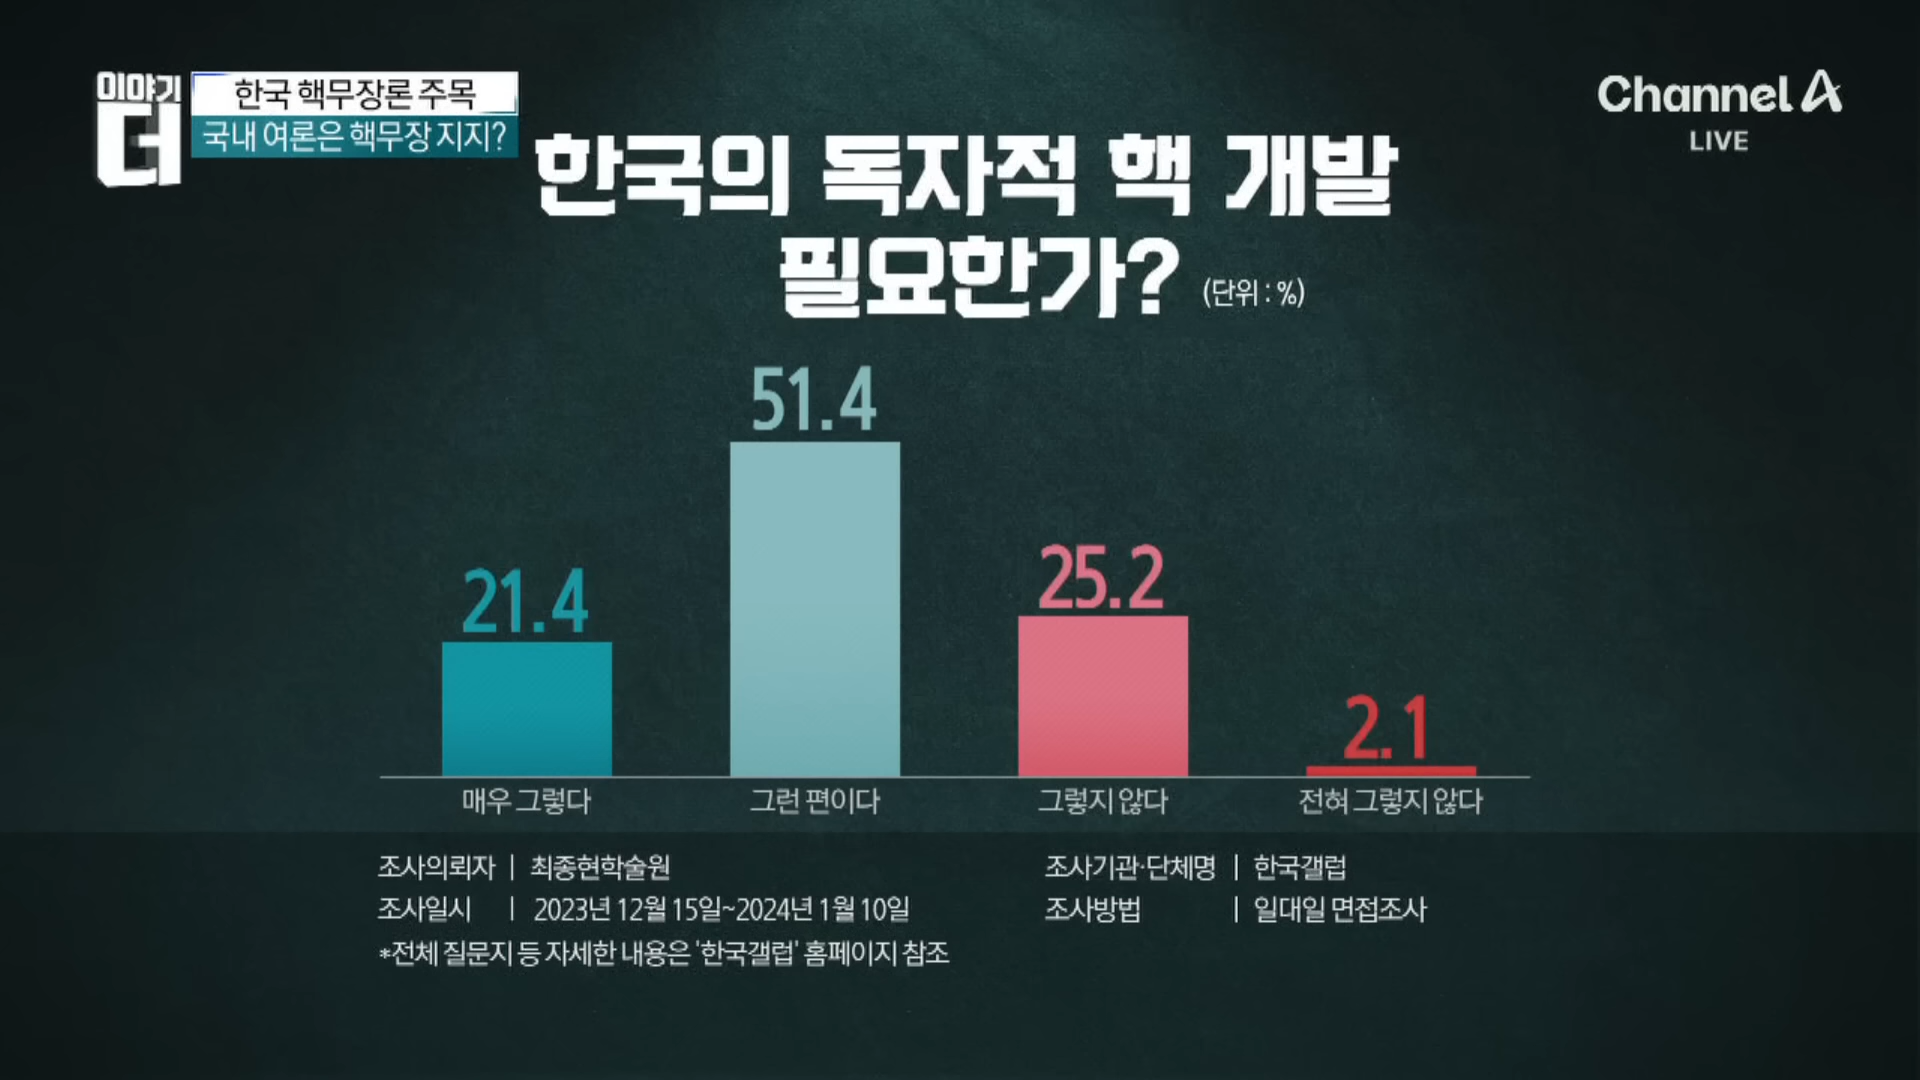 이야기
더
한국 핵무장론 주목
국내 여론은 핵무장 지지?
Channel A
LIVE
한국의 독자적 핵 개발
필요한가? (단위 : %)
21.4
51.4
25.2
2.1
매우 그렇다
그런 편이다
그렇지 않다
전혀 그렇지 않다
조사의뢰자 | 최종현학술원
조사기관·단체명 | 한국갤럽
조사일시 | 2023년 12월 15일~2024년 1월 10일
조사방법 | 일대일 면접조사
*전체 질문지 등 자세한 내용은 '한국갤럽' 홈페이지 참조